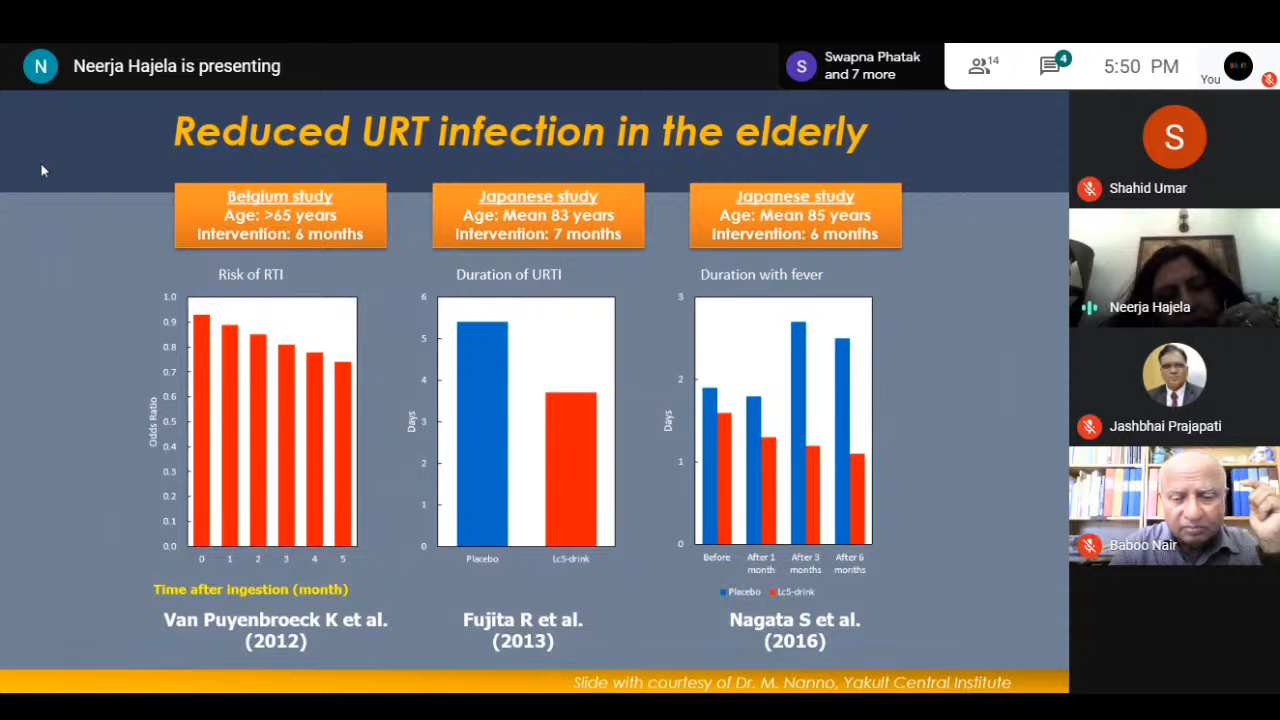 N
Neerja Hajela is presenting
S
Swapna Phatak
and 7 more
14
4
5:50 PM
You
Reduced URT infection in the elderly
Belgium study
Age: >65 years
Intervention: 6 months
Japanese study
Age: Mean 83 years
Intervention: 7 months
Japanese study
Age: Mean 85 years
Intervention: 6 months
Risk of RTI
1.0
0.9
0.8
0.7
0.6
0.5
0.4
0.3
0.2
0.1
0.0
Odds Ratio
0 1 2 3 4 5
Time after ingestion (month)
Duration of URTI
6
5
4
3
2
1
0
Days
Placebo LcS-drink
Duration with fever
3
2
1
0
Days
Before After 1 After 3 After 6
month months months
Placebo LcS-drink
Van Puyenbroeck K et al.
(2012)
Fujita R et al.
(2013)
Nagata S et al.
(2016)
Slide with courtesy of Dr. M. Nanno, Yakult Central Institute
S
Shahid Umar
Neerja Hajela
Jashbhai Prajapati
Baboo Nair